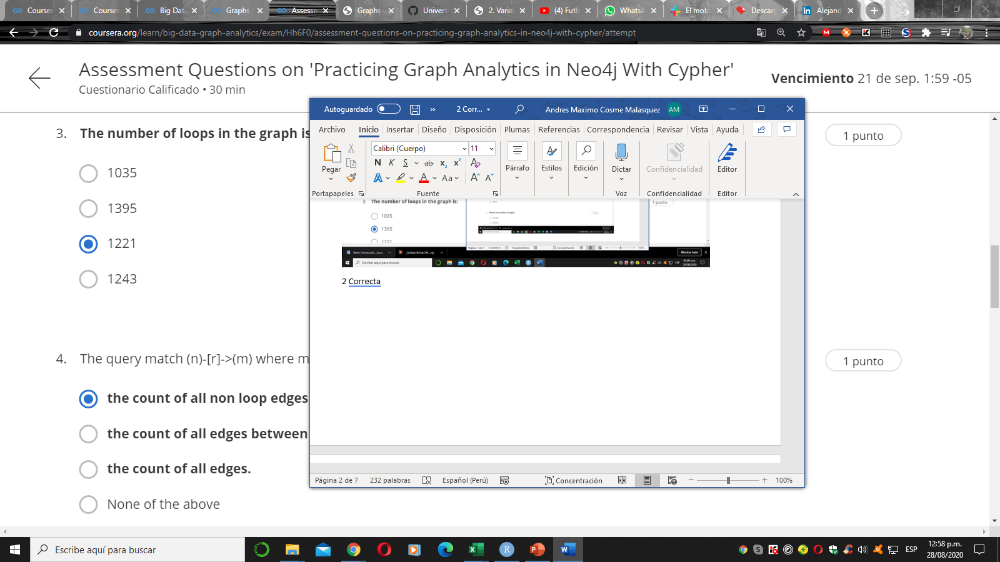 Courser
Courser
Big Dat
Graphs
Assessn
Graphs-
Univers
2. Varial
(4) Futb
WhatsA
El moto
Descarg
Alejand
coursera.org/learn/big-data-graph-analytics/exam/Hh6F0/assessment-questions-on-practicing-graph-analytics-in-neo4j-with-cypher/attempt
Assessment Questions on 'Practicing Graph Analytics in Neo4j With Cypher'
Cuestionario Calificado • 30 min
Vencimiento 21 de sep. 1:59 -05
3. The number of loops in the graph is
1 punto
1035
1395
1221
1243
4. The query match (n)-[r]->(m) where m
1 punto
the count of all non loop edges
the count of all edges between
the count of all edges.
None of the above
Autoguardado
2 Corr...
Andres Maximo Cosme Malasquez
AM
Archivo Inicio Insertar Diseño Disposición Plumas Referencias Correspondencia Revisar Vista Ayuda
Calibri (Cuerpo) 11
N K S ab x₂ x²
A A Aa A A
Pegar
Párrafo
Estilos
Edición
Dictar
Confidencialidad
Editor
Portapapeles
Fuente
Voz
Confidencialidad
Editor
3. The number of loops in the graph is:
1 punto
1035
1395
1221
Mostrar todo
Escribe aquí para buscar
2 Correcta
Página 2 de 7 232 palabras Español (Perú) Concentración 100%
Escribe aquí para buscar
ESP
12:58 p.m.
28/08/2020